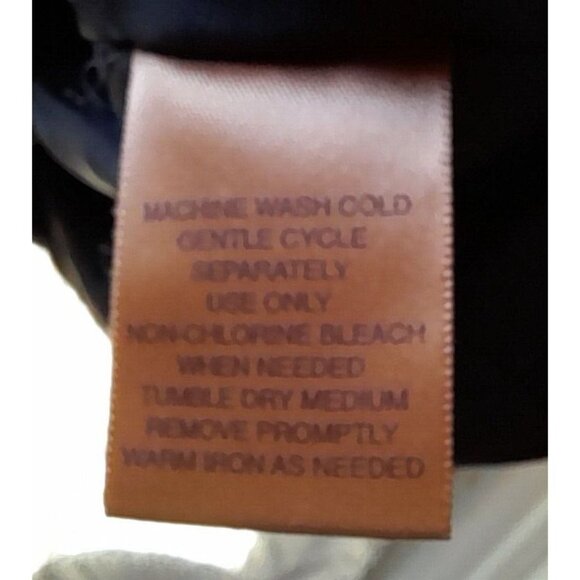 MACHINE WASH COLD
GENTLE CYCLE
SEPARATELY
USE ONLY
NON-CHLORINE BLEACH
WHEN NEEDED
TUMBLE DRY MEDIUM
REMOVE PROMPTLY
WARM IRON AS NEEDED